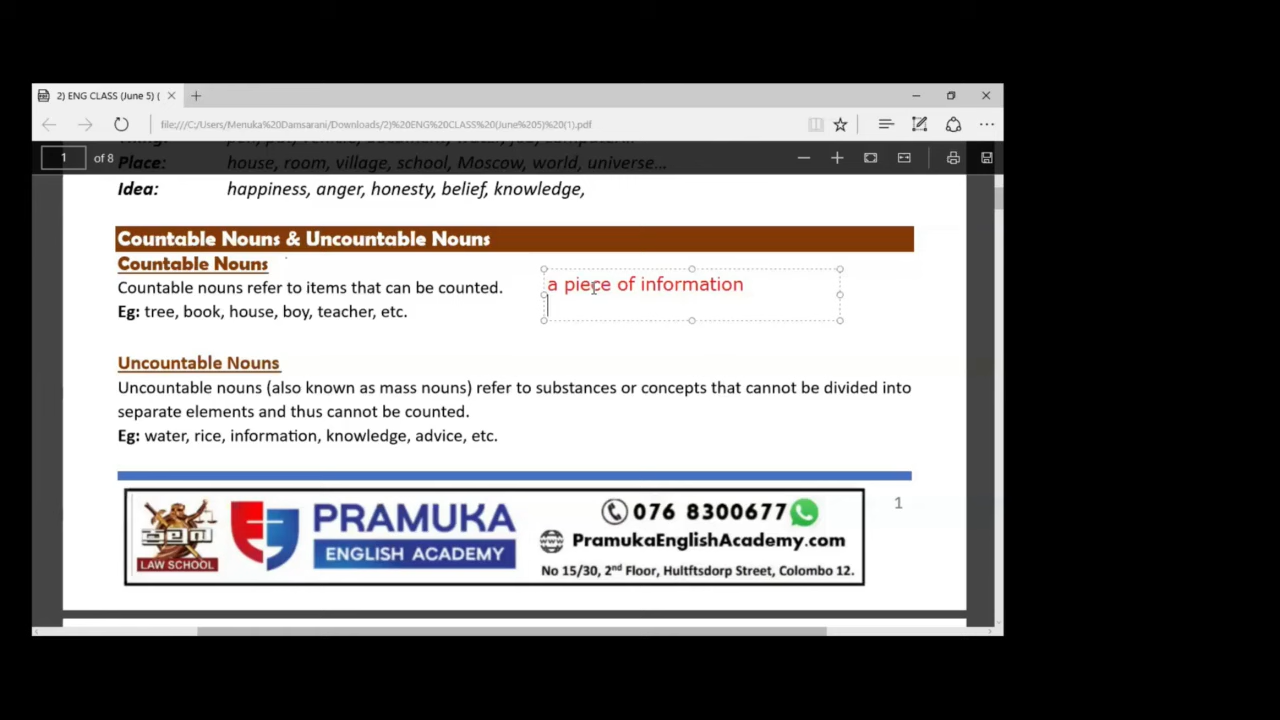 2) ENG CLASS (June 5) (
file:///C:/Users/Menuka%20Damsarani/Downloads/2)%20ENG%20CLASS%20(June%205)%20(1).pdf
1 of 8
Place: house, room, village, school, Moscow, world, universe...
Idea: happiness, anger, honesty, belief, knowledge,
Countable Nouns & Uncountable Nouns
Countable Nouns
Countable nouns refer to items that can be counted.
a piece of information
Eg: tree, book, house, boy, teacher, etc.
Uncountable Nouns
Uncountable nouns (also known as mass nouns) refer to substances or concepts that cannot be divided into
separate elements and thus cannot be counted.
Eg: water, rice, information, knowledge, advice, etc.
LAW SCHOOL
PRAMUKA
ENGLISH ACADEMY
076 8300677
PramukaEnglishAcademy.com
No 15/30, 2nd Floor, Hultftsdorp Street, Colombo 12.
1